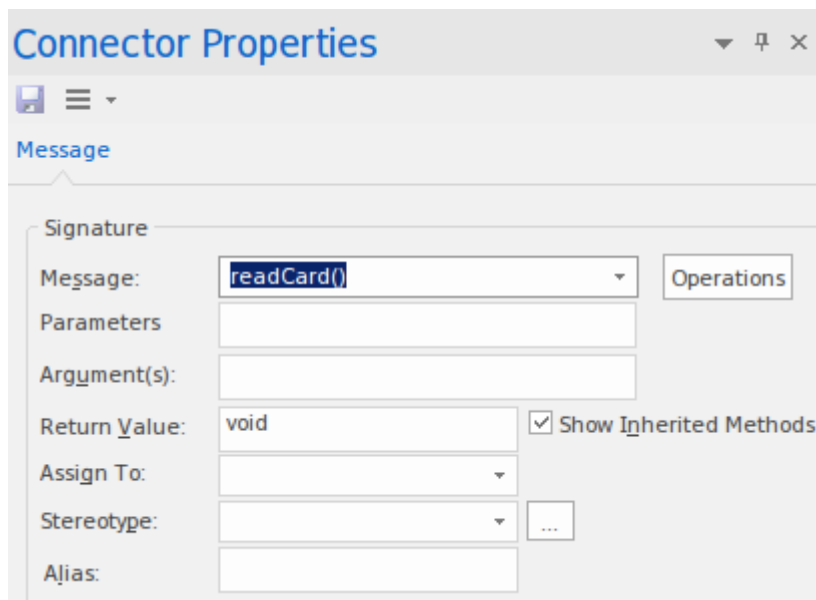 Connector Properties
Message
Signature
Message: readCard() Operations
Parameters
Argument(s):
Return Value: void Show Inherited Methods
Assign To:
Stereotype: ...
Alias: